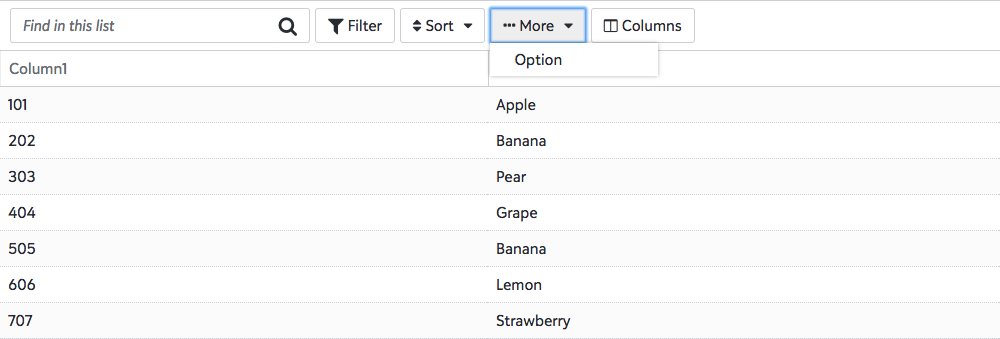 Find in this list Filter Sort More Columns
Option
Column1
101 Apple
202 Banana
303 Pear
404 Grape
505 Banana
606 Lemon
707 Strawberry